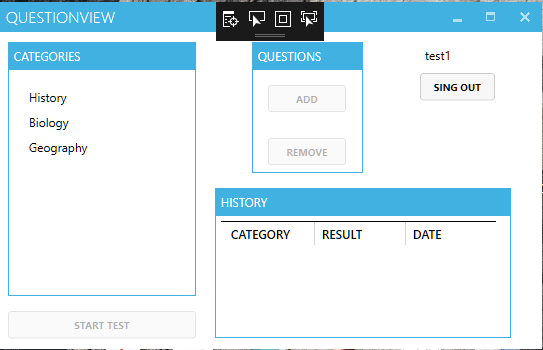 QUESTIONVIEW
CATEGORIES
History
Biology
Geography
START TEST
QUESTIONS
ADD
REMOVE
test1
SING OUT
HISTORY
CATEGORY RESULT DATE